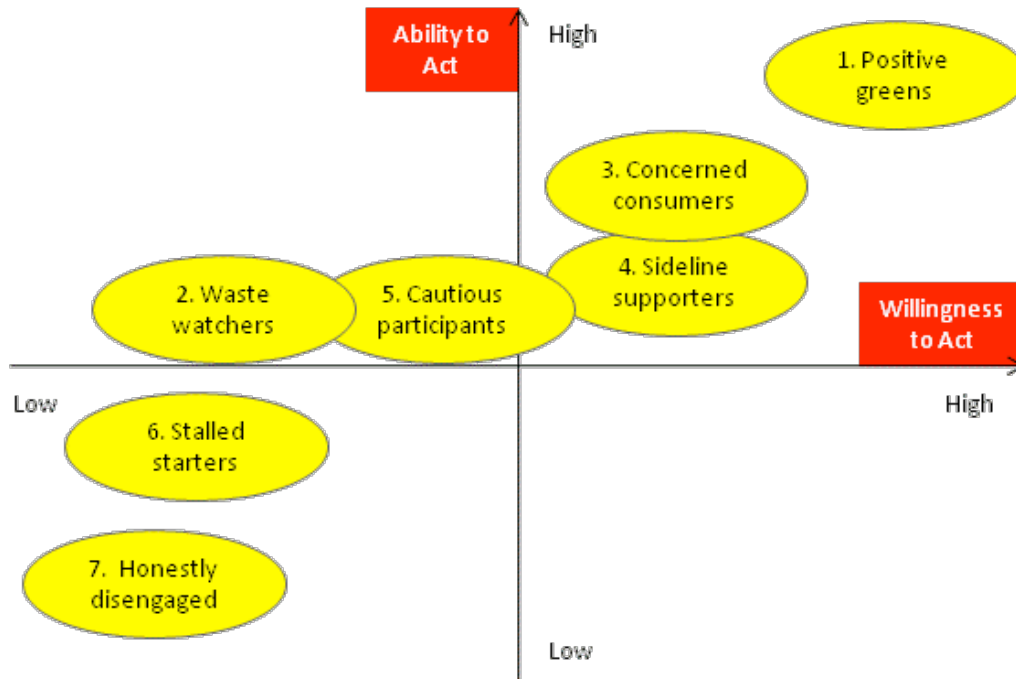 Ability to
Act
High
1. Positive
greens
3. Concerned
consumers
4. Sideline
supporters
2. Waste
watchers
5. Cautious
participants
Willingness
to Act
Low
High
6. Stalled
starters
7. Honestly
disengaged
Low